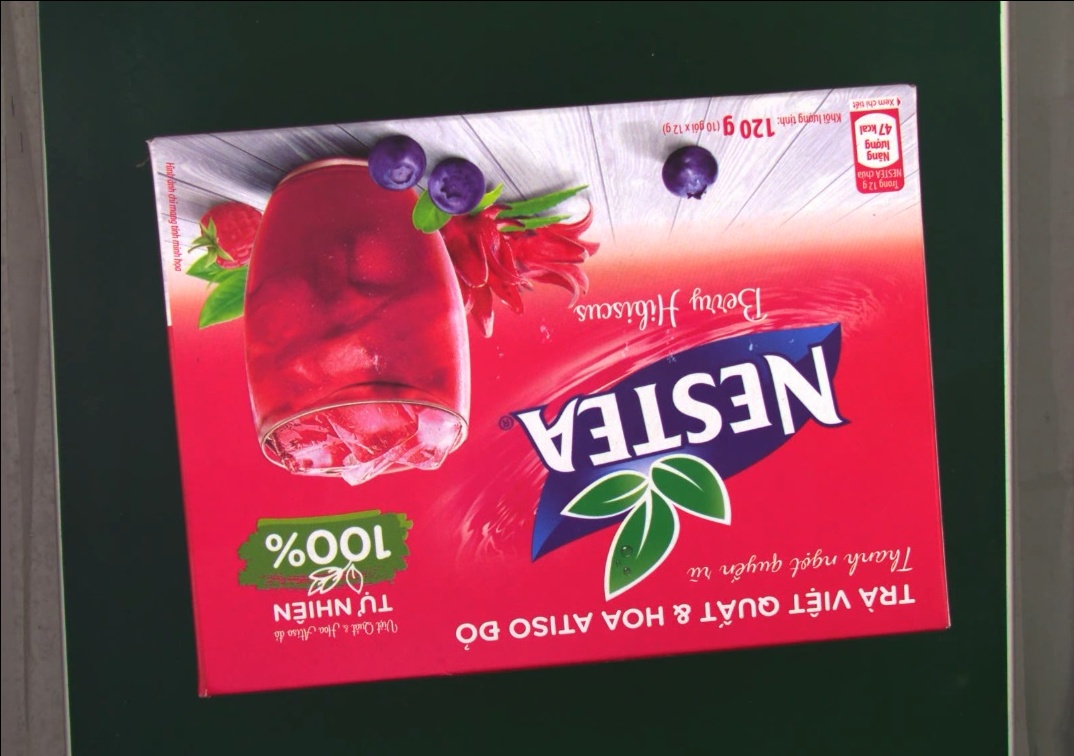 TRÀ VIỆT QUẤT & HOA ATISO ĐỎ
Thanh ngọt quyến rũ
NESTEA®
Berry Hibiscus
Việt Quất & Hoa Atiso đỏ
TỰ NHIÊN
100%
Trong 12 g
NESTEA chứa
Năng
lượng
47 kcal
Xem chi tiết
Khối lượng tịnh: 120 g (10 gói x 12 g)
Hình ảnh chỉ mang tính minh họa